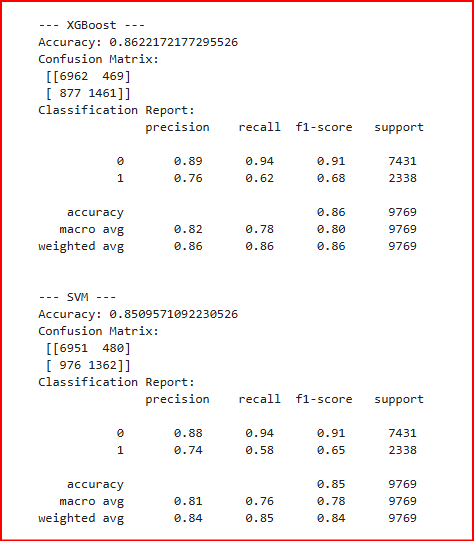 --- XGBoost ---
Accuracy: 0.8622172177295526
Confusion Matrix:
[[6962  469]
[ 877 1461]]
Classification Report:
precision    recall  f1-score   support
0       0.89      0.94      0.91      7431
1       0.76      0.62      0.68      2338
accuracy                           0.86      9769
macro avg       0.82      0.78      0.80      9769
weighted avg       0.86      0.86      0.86      9769
--- SVM ---
Accuracy: 0.8509571092230526
Confusion Matrix:
[[6951  480]
[ 976 1362]]
Classification Report:
precision    recall  f1-score   support
0       0.88      0.94      0.91      7431
1       0.74      0.58      0.65      2338
accuracy                           0.85      9769
macro avg       0.81      0.76      0.78      9769
weighted avg       0.84      0.85      0.84      9769